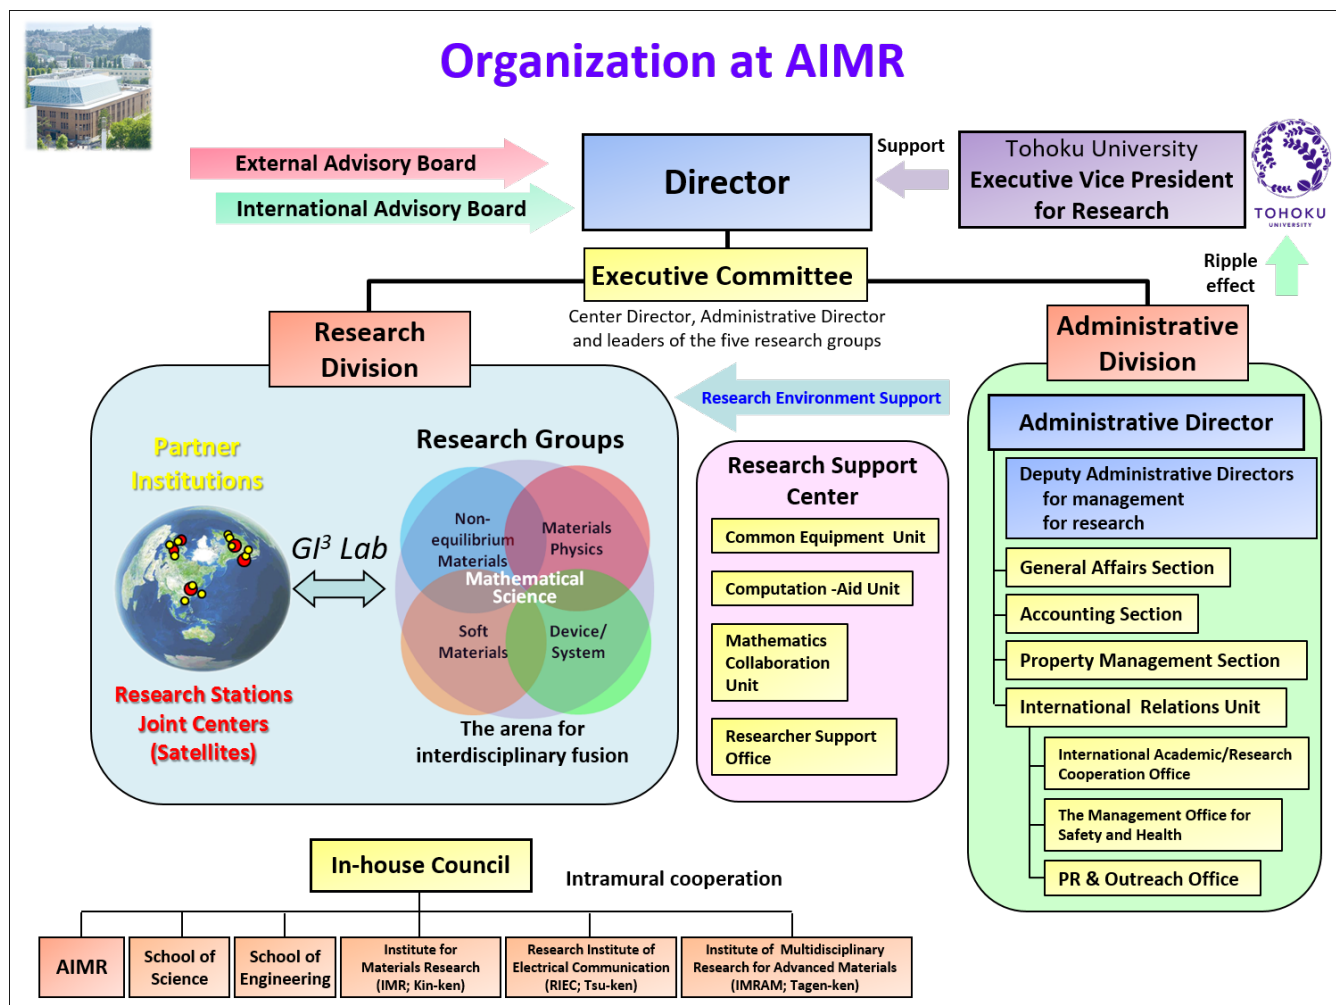 Organization at AIMR
External Advisory Board
International Advisory Board
Director
Support
Tohoku University
Executive Vice President
for Research
TOHOKU
UNIVERSITY
Ripple
effect
Executive Committee
Center Director, Administrative Director
and leaders of the five research groups
Research
Division
Administrative
Division
Research Environment Support
Partner
Institutions
GI³ Lab
Research Stations
Joint Centers
(Satellites)
Research Groups
Non-
equilibrium
Materials
Materials
Physics
Mathematical
Science
Soft
Materials
Device/
System
The arena for
interdisciplinary fusion
Research Support
Center
Common Equipment Unit
Computation -Aid Unit
Mathematics
Collaboration
Unit
Researcher Support
Office
Administrative Director
Deputy Administrative Directors
for management
for research
General Affairs Section
Accounting Section
Property Management Section
International Relations Unit
International Academic/Research
Cooperation Office
The Management Office for
Safety and Health
PR & Outreach Office
In-house Council
Intramural cooperation
AIMR
School of
Science
School of
Engineering
Institute for
Materials Research
(IMR; Kin-ken)
Research Institute of
Electrical Communication
(RIEC; Tsu-ken)
Institute of Multidisciplinary
Research for Advanced Materials
(IMRAM; Tagen-ken)